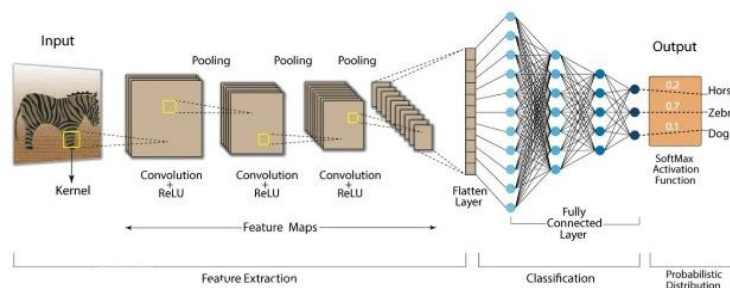 Input
Pooling
Pooling
Pooling
Output
0.2
Hors
0.7
Zebr
0.1
Dog
Kernel
Convolution
+
ReLU
Convolution
+
ReLU
Convolution
+
ReLU
Flatten
Layer
SoftMax
Activation
Function
Feature Maps
Fully
Connected
Layer
Feature Extraction
Classification
Probabilistic
Distribution